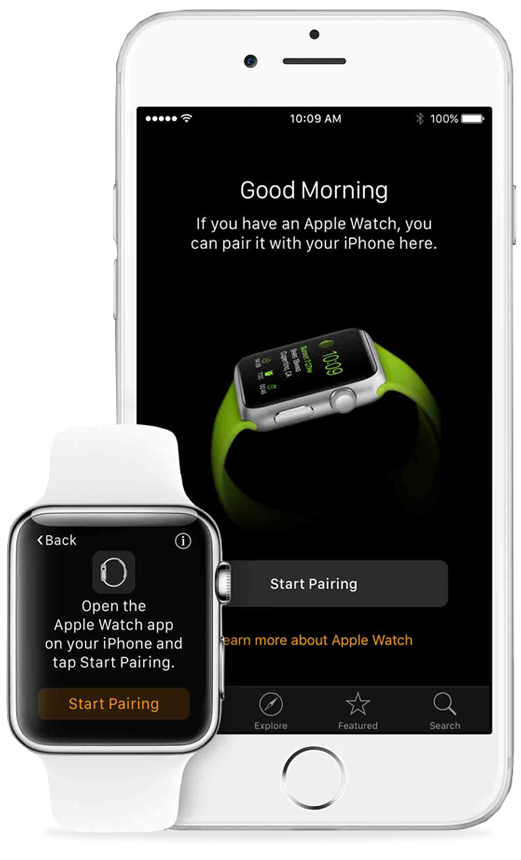 10:09 AM
100%
Good Morning
If you have an Apple Watch, you
can pair it with your iPhone here.
10:09
Cupertino, CA
Start Pairing
earn more about Apple Watch
Explore
Featured
Search
<Back
Open the
Apple Watch app
on your iPhone and
tap Start Pairing.
Start Pairing